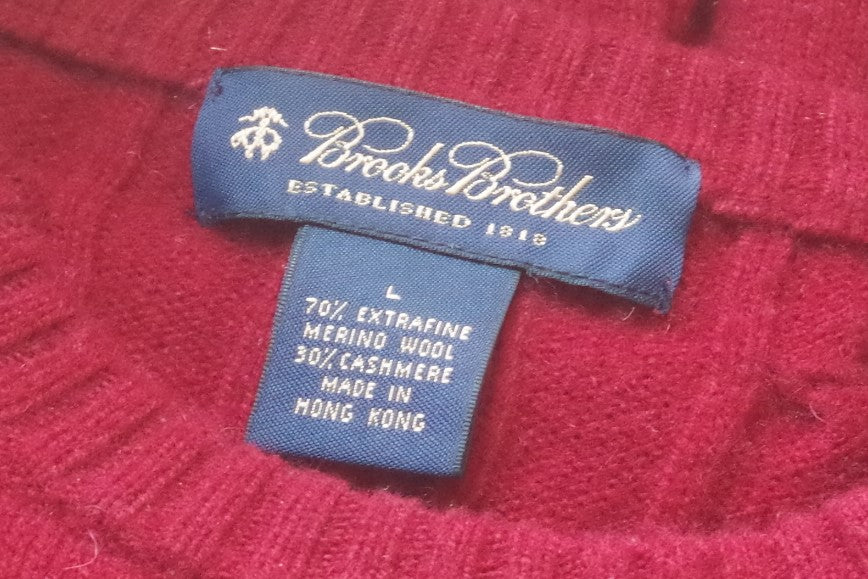 Brooks Brothers
ESTABLISHED 1818
L
70% EXTRAFINE
MERINO WOOL
30% CASHMERE
MADE IN
HONG KONG